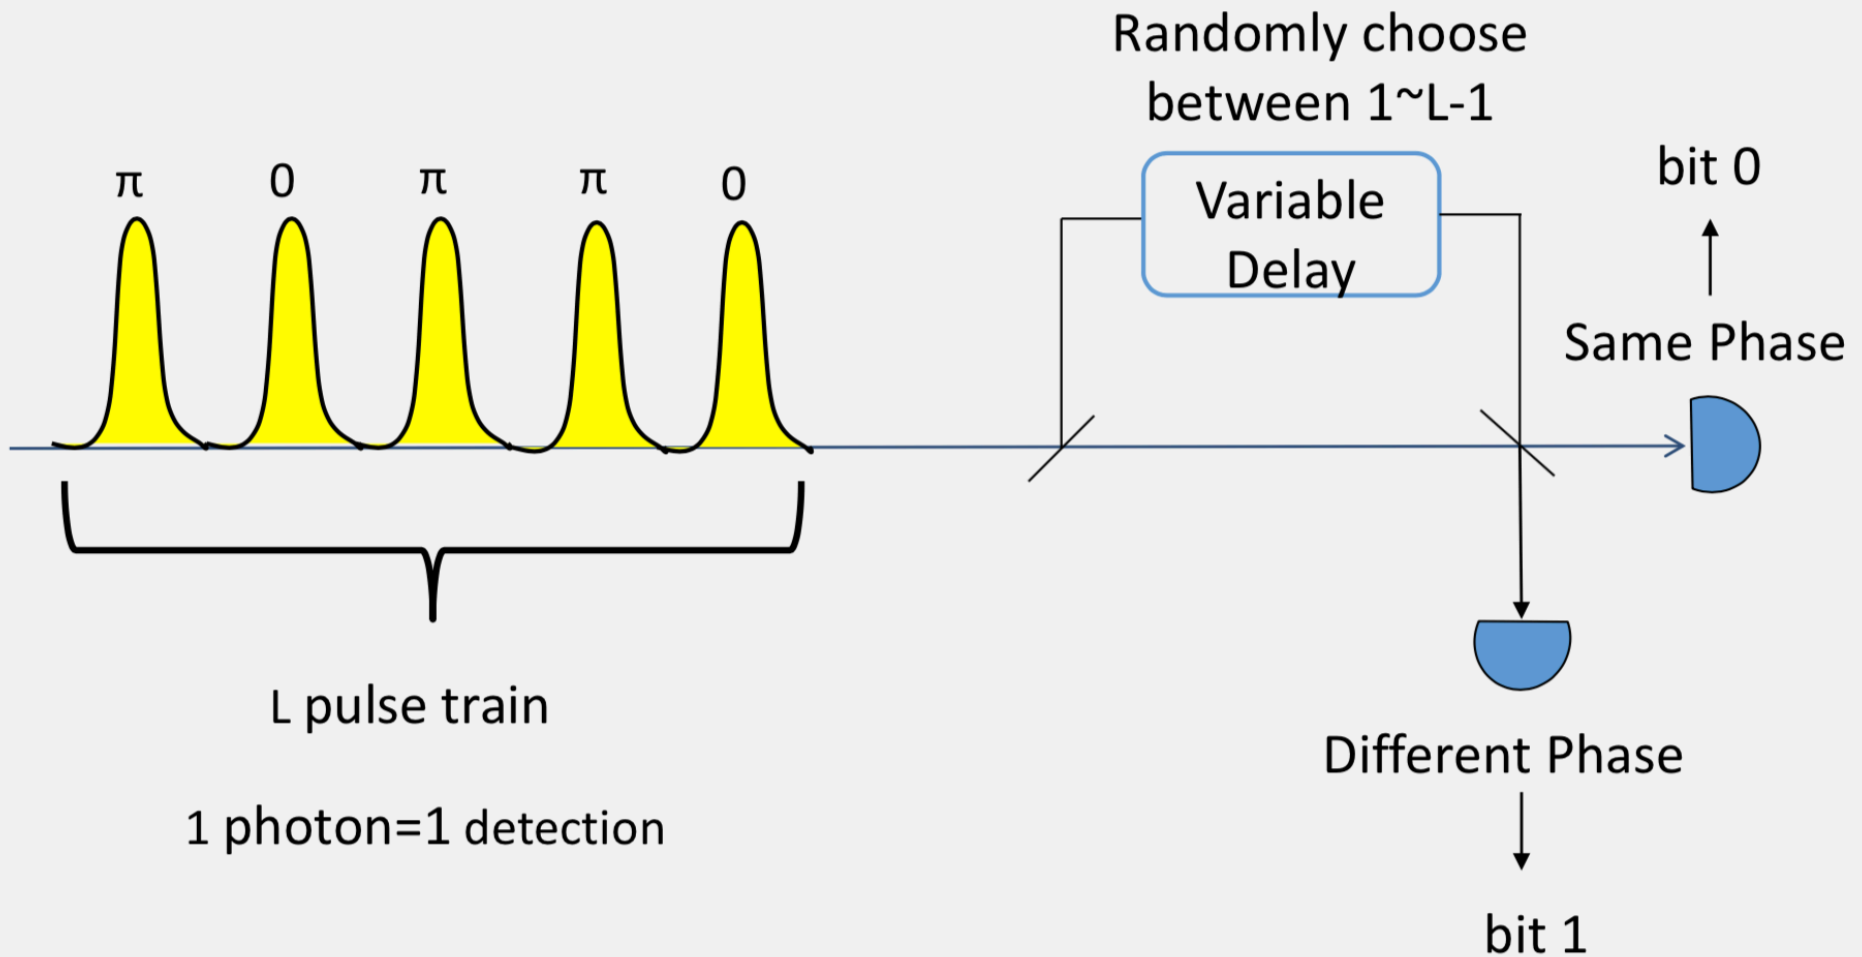 Randomly choose
between 1~L-1
π 0 π π 0
Variable
Delay
bit 0
Same Phase
L pulse train
1 photon=1 detection
Different Phase
bit 1